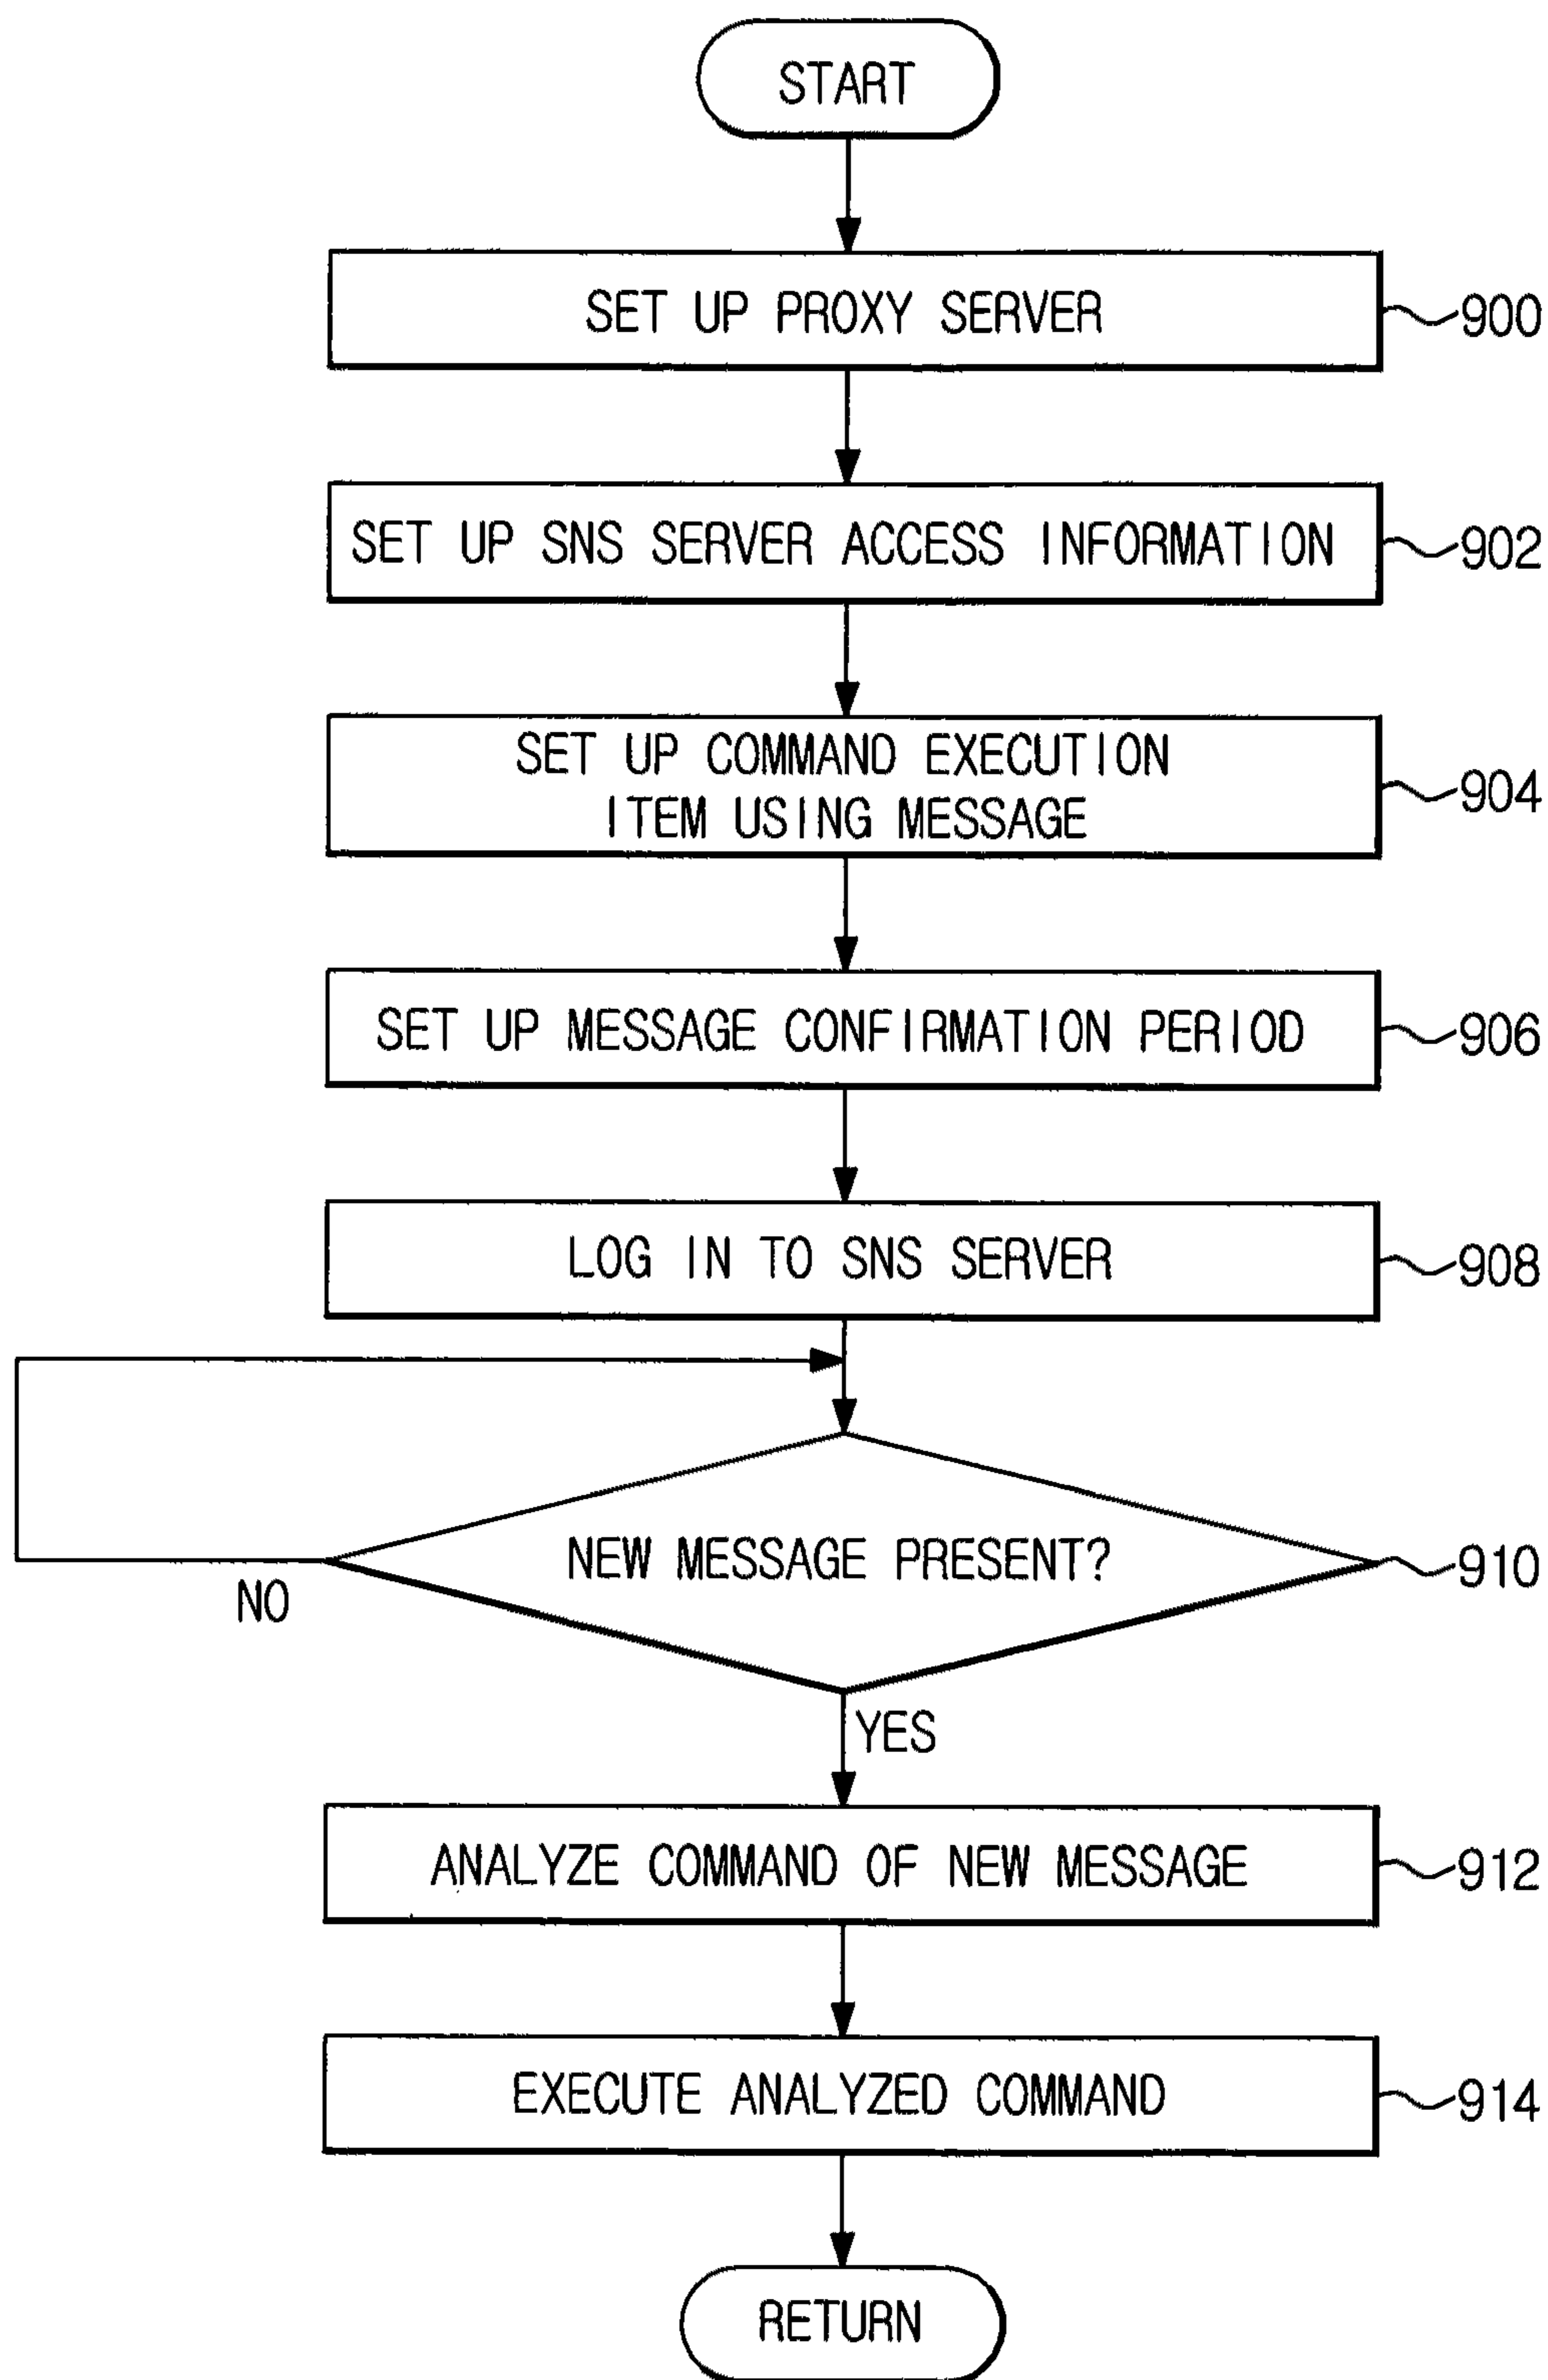 START
SET UP PROXY SERVER
900
SET UP SNS SERVER ACCESS INFORMATION
902
SET UP COMMAND EXECUTION
ITEM USING MESSAGE
904
SET UP MESSAGE CONFIRMATION PERIOD
906
LOG IN TO SNS SERVER
908
NEW MESSAGE PRESENT?
910
NO
YES
ANALYZE COMMAND OF NEW MESSAGE
912
EXECUTE ANALYZED COMMAND
914
RETURN